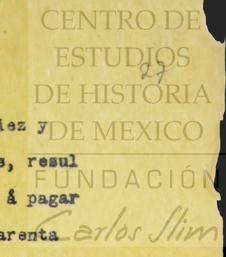 CENTRO DE
ESTUDIOS
27
DE HISTORIA
iez y
DE MEXICO
s, resul
FUNDACIÓN
á pagar
Carlos Slim
arenta